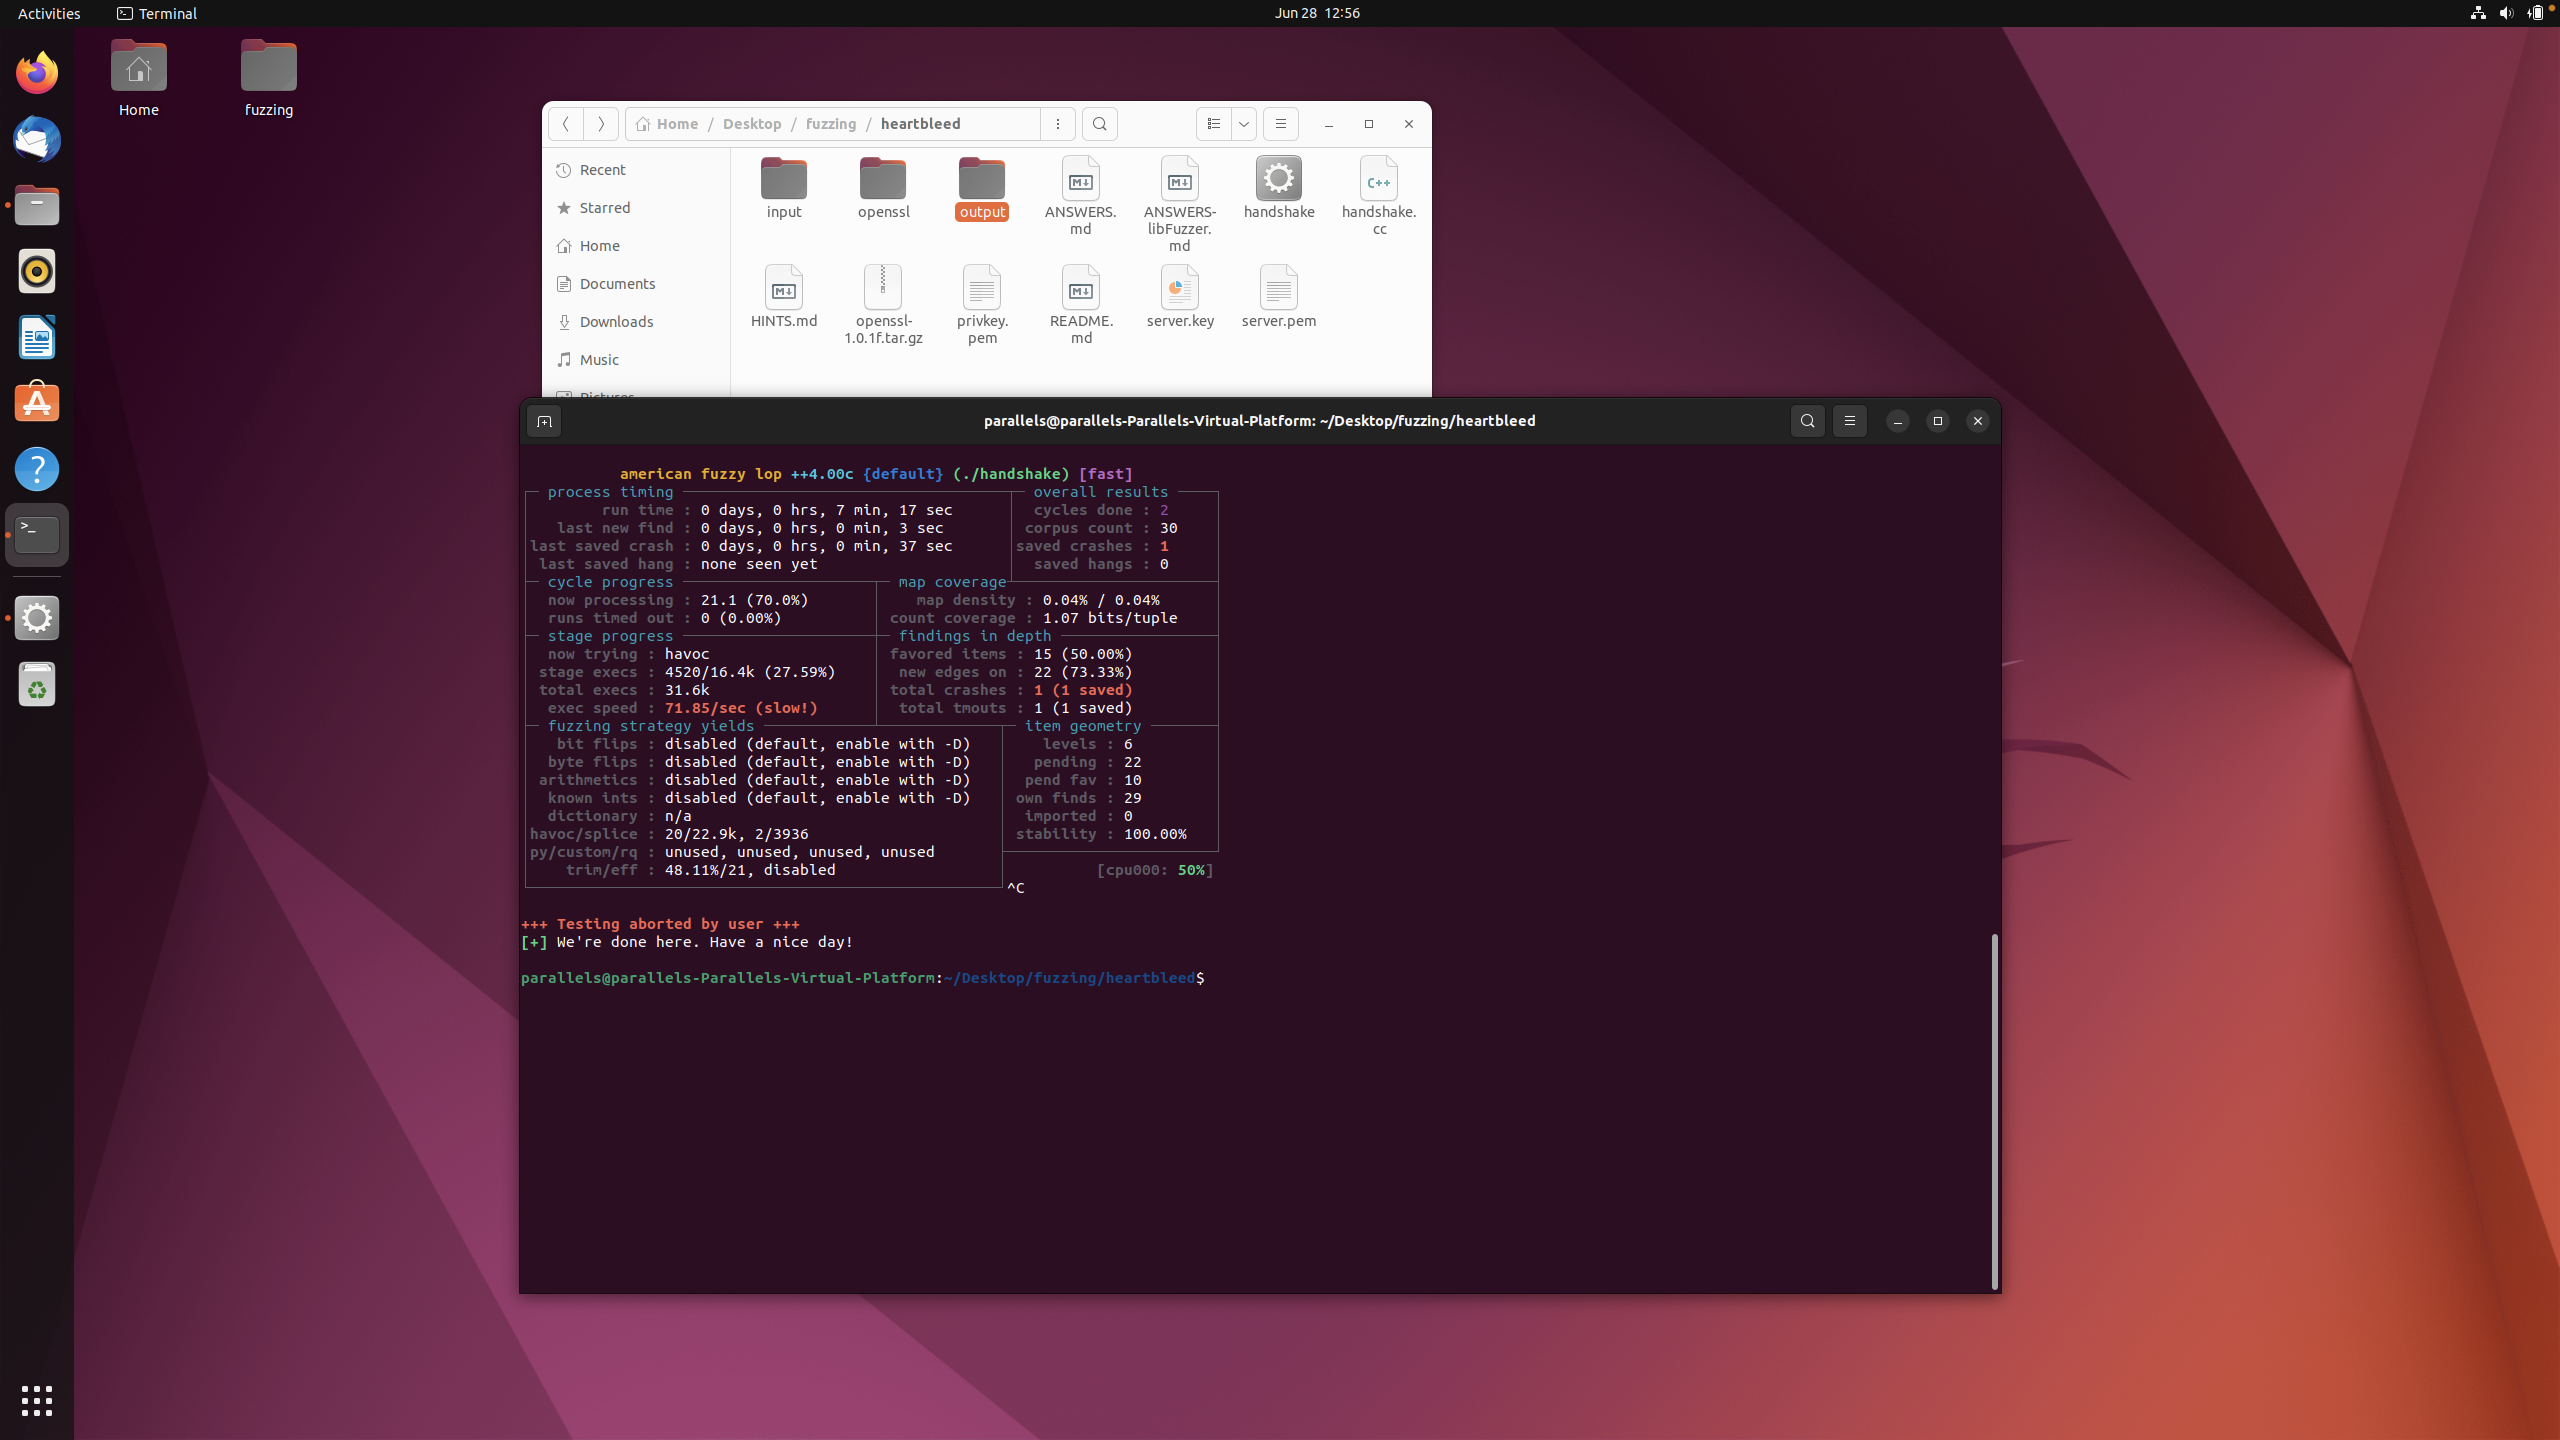 Activities
Terminal
Jun 28 12:56
Home
fuzzing
Home / Desktop / fuzzing / heartbleed
Recent
Starred
Home
Documents
Downloads
Music
Pictures
input
openssl
output
ANSWERS.
md
ANSWERS-
libFuzzer.
md
handshake
handshake.
cc
HINTS.md
openssl-
1.0.1f.tar.gz
privkey.
pem
README.
md
server.key
server.pem
parallels@parallels-Parallels-Virtual-Platform: ~/Desktop/fuzzing/heartbleed
american fuzzy lop ++4.00c {default} (./handshake) [fast]
process timing overall results
run time : 0 days, 0 hrs, 7 min, 17 sec cycles done : 2
last new find : 0 days, 0 hrs, 0 min, 3 sec corpus count : 30
last saved crash : 0 days, 0 hrs, 0 min, 37 sec saved crashes : 1
last saved hang : none seen yet saved hangs : 0
cycle progress map coverage
now processing : 21.1 (70.0%) map density : 0.04% / 0.04%
runs timed out : 0 (0.00%) count coverage : 1.07 bits/tuple
stage progress findings in depth
now trying : havoc favored items : 15 (50.00%)
stage execs : 4520/16.4k (27.59%) new edges on : 22 (73.33%)
total execs : 31.6k total crashes : 1 (1 saved)
exec speed : 71.85/sec (slow!) total tmouts : 1 (1 saved)
fuzzing strategy yields item geometry
bit flips : disabled (default, enable with -D) levels : 6
byte flips : disabled (default, enable with -D) pending : 22
arithmetics : disabled (default, enable with -D) pend fav : 10
known ints : disabled (default, enable with -D) own finds : 29
dictionary : n/a imported : 0
havoc/splice : 20/22.9k, 2/3936 stability : 100.00%
py/custom/rq : unused, unused, unused, unused
trim/eff : 48.11%/21, disabled [cpu000: 50%]
^C
+++ Testing aborted by user +++
[+] We're done here. Have a nice day!
parallels@parallels-Parallels-Virtual-Platform:~/Desktop/fuzzing/heartbleed$